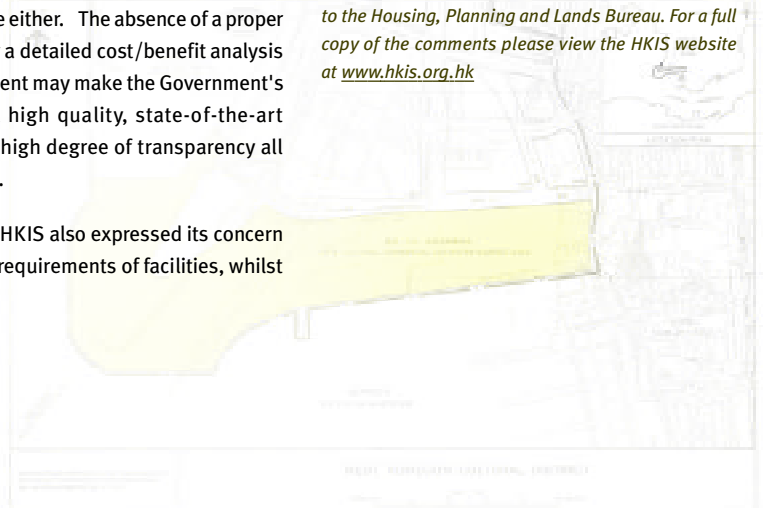 e either. The absence of a proper
a detailed cost/benefit analysis
ent may make the Government's
high quality, state-of-the-art
high degree of transparency all
.
HKIS also expressed its concern
requirements of facilities, whilst
to the Housing, Planning and Lands Bureau. For a full
copy of the comments please view the HKIS website
at www.hkis.org.hk